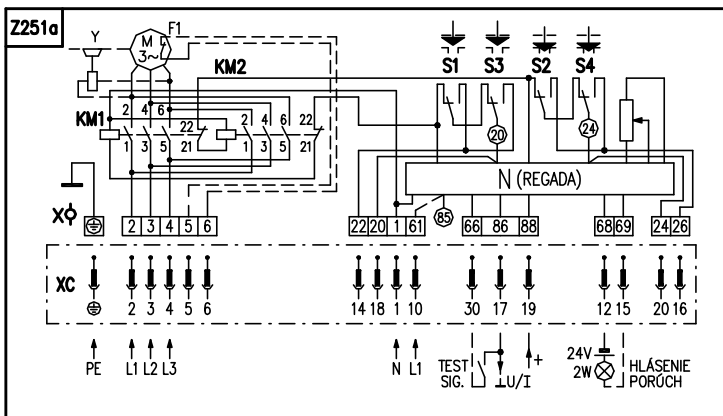 Z251a
Y
M
3~
F1
KM2
S1 S3 S2 S4
2 4 6
KM1
22
2 4 6 22
1 3 5 21
1 3 5 21
20
24
N (REGADA)
X
85
2 3 4 5 6 22 20 1 61 66 86 88 68 69 24 26
XC
2 3 4 5 6 14 18 1 10 30 17 19 12 15 20 16
PE L1 L2 L3 N L1
TEST
SIG.
U/I
+
24V
2W
HLÁSENIE
PORÚCH